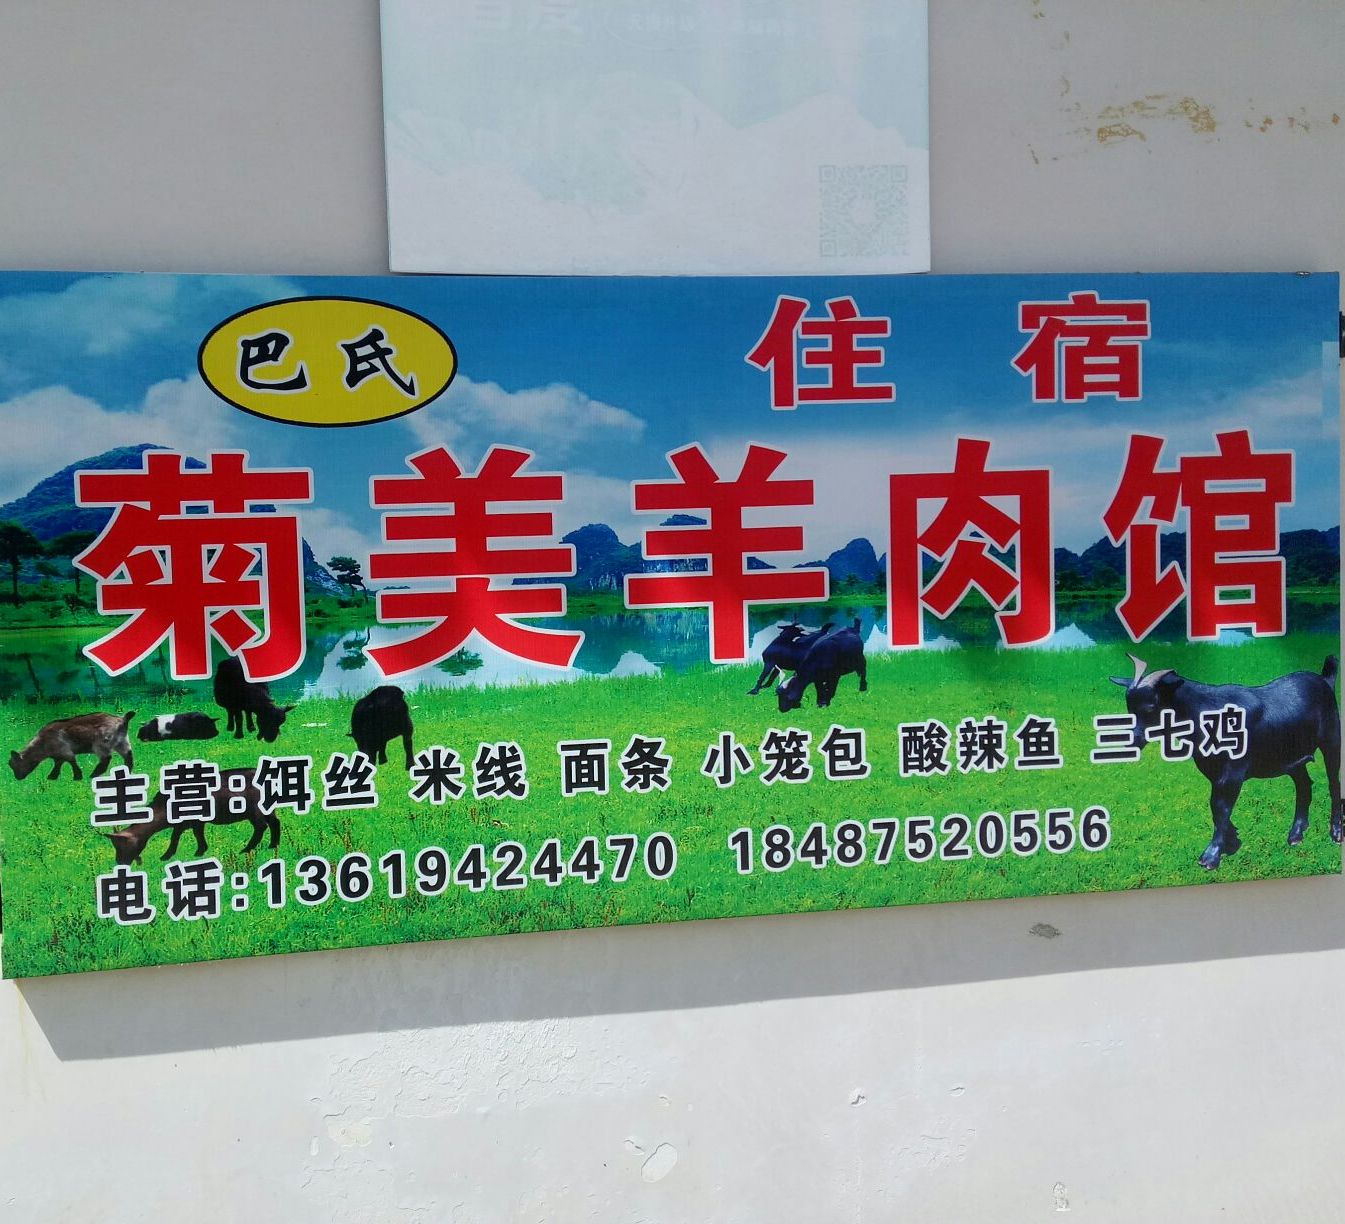 巴氏
住宿
菊美羊肉馆
主营:饵丝 米线 面条 小笼包 酸辣鱼 三七鸡
电话:13619424470 18487520556